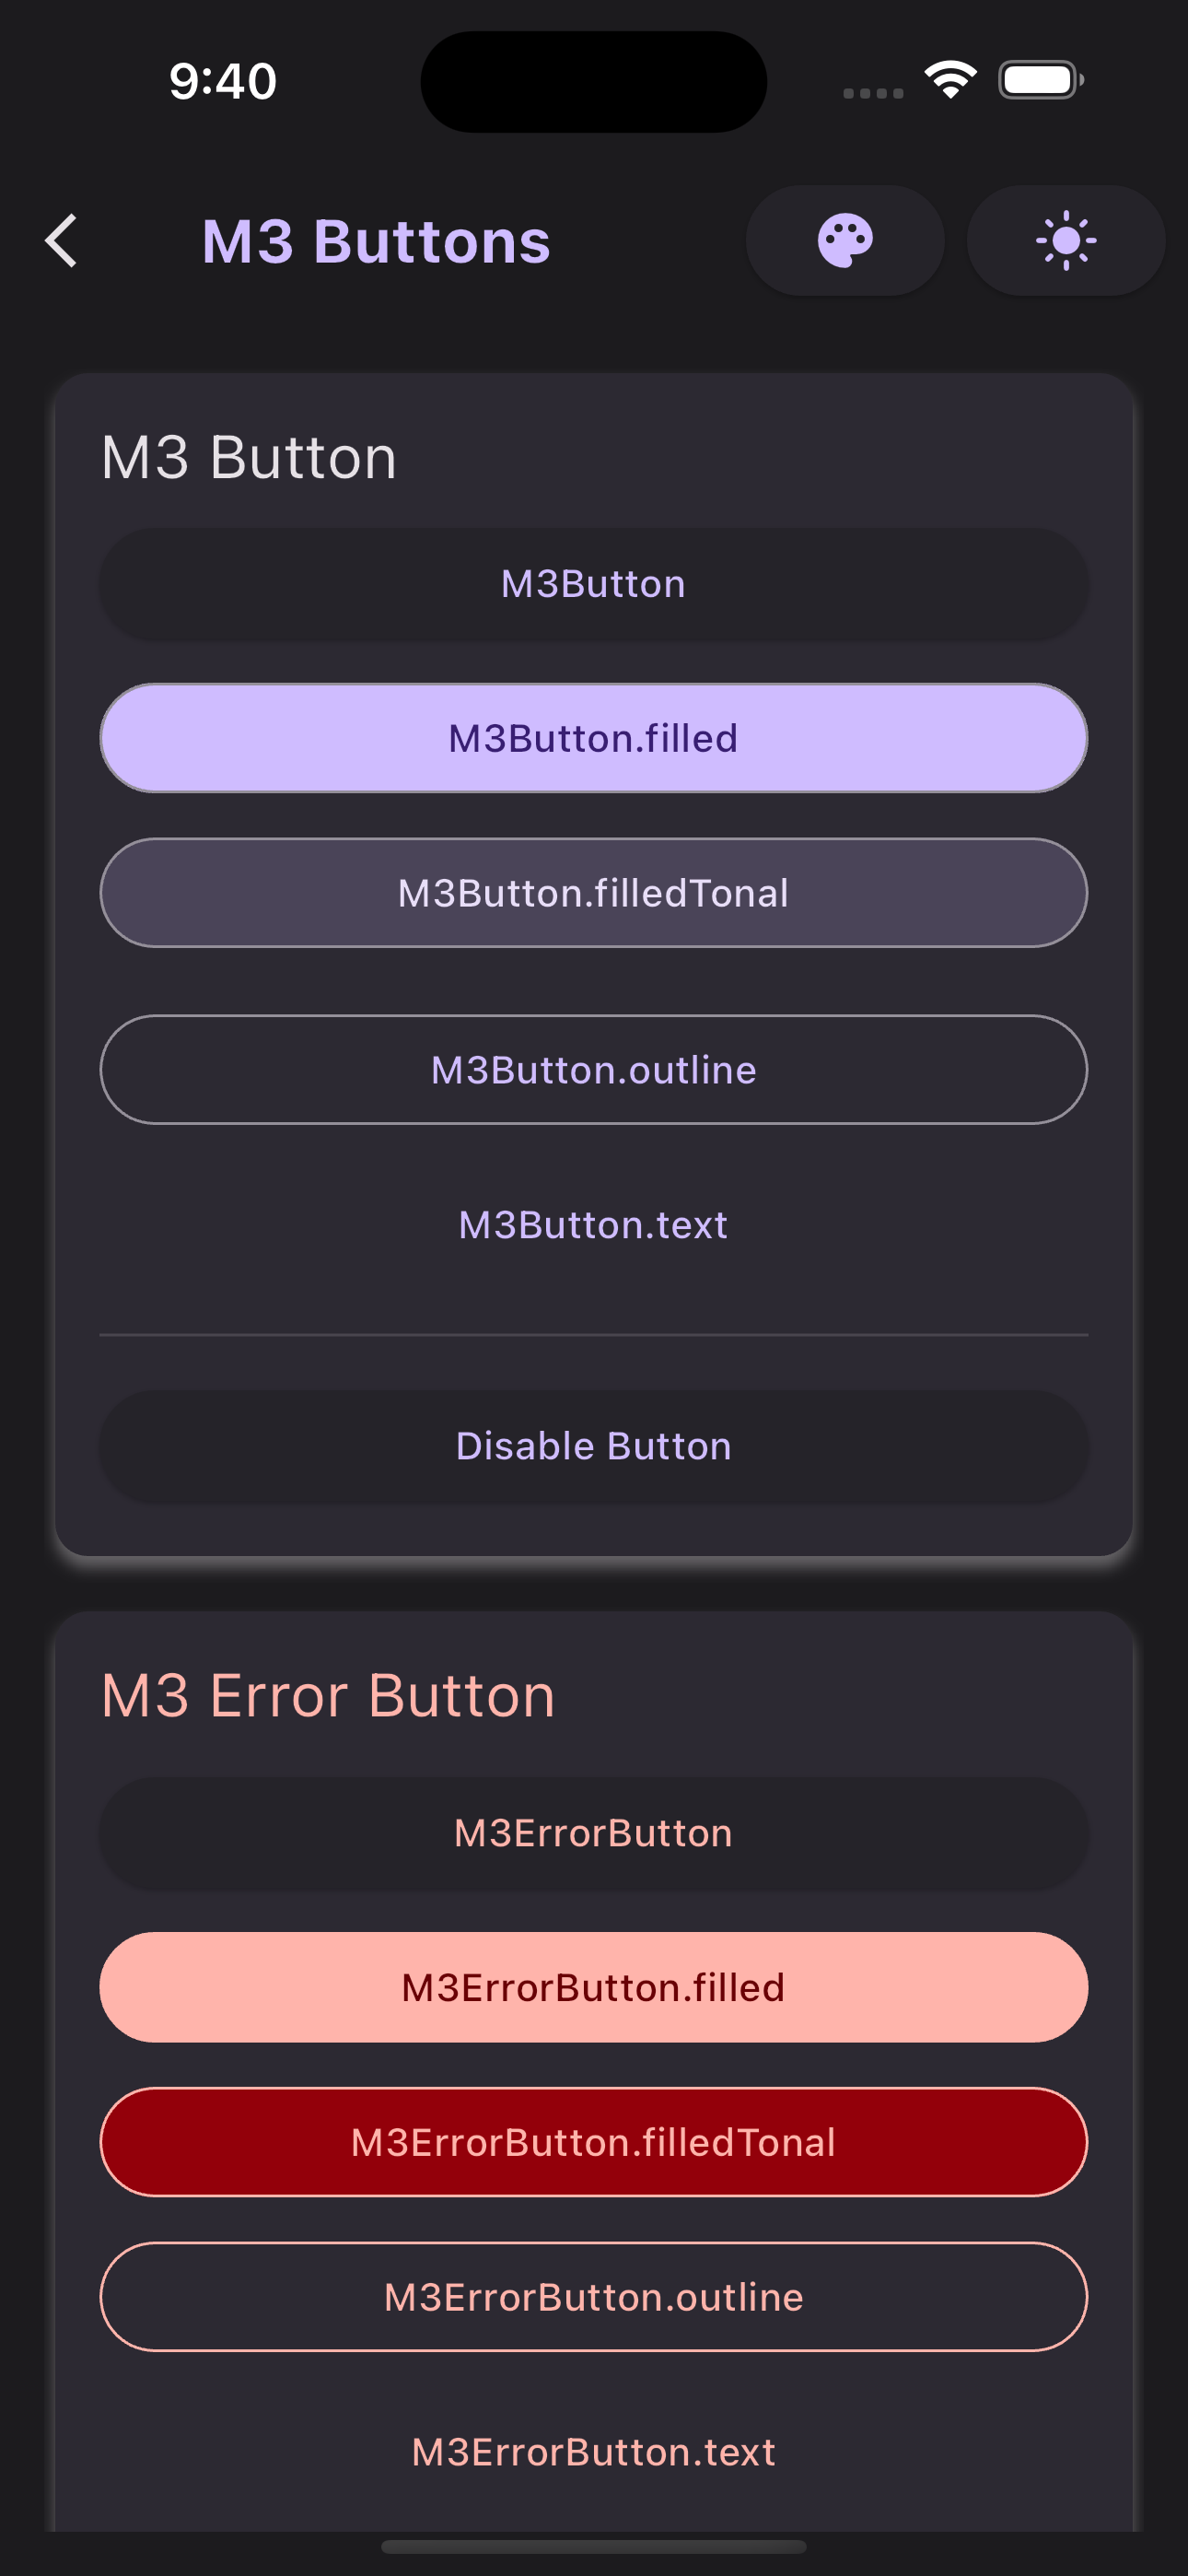 9:40
M3 Buttons
M3 Button
M3Button
M3Button.filled
M3Button.filledTonal
M3Button.outline
M3Button.text
Disable Button
M3 Error Button
M3ErrorButton
M3ErrorButton.filled
M3ErrorButton.filledTonal
M3ErrorButton.outline
M3ErrorButton.text